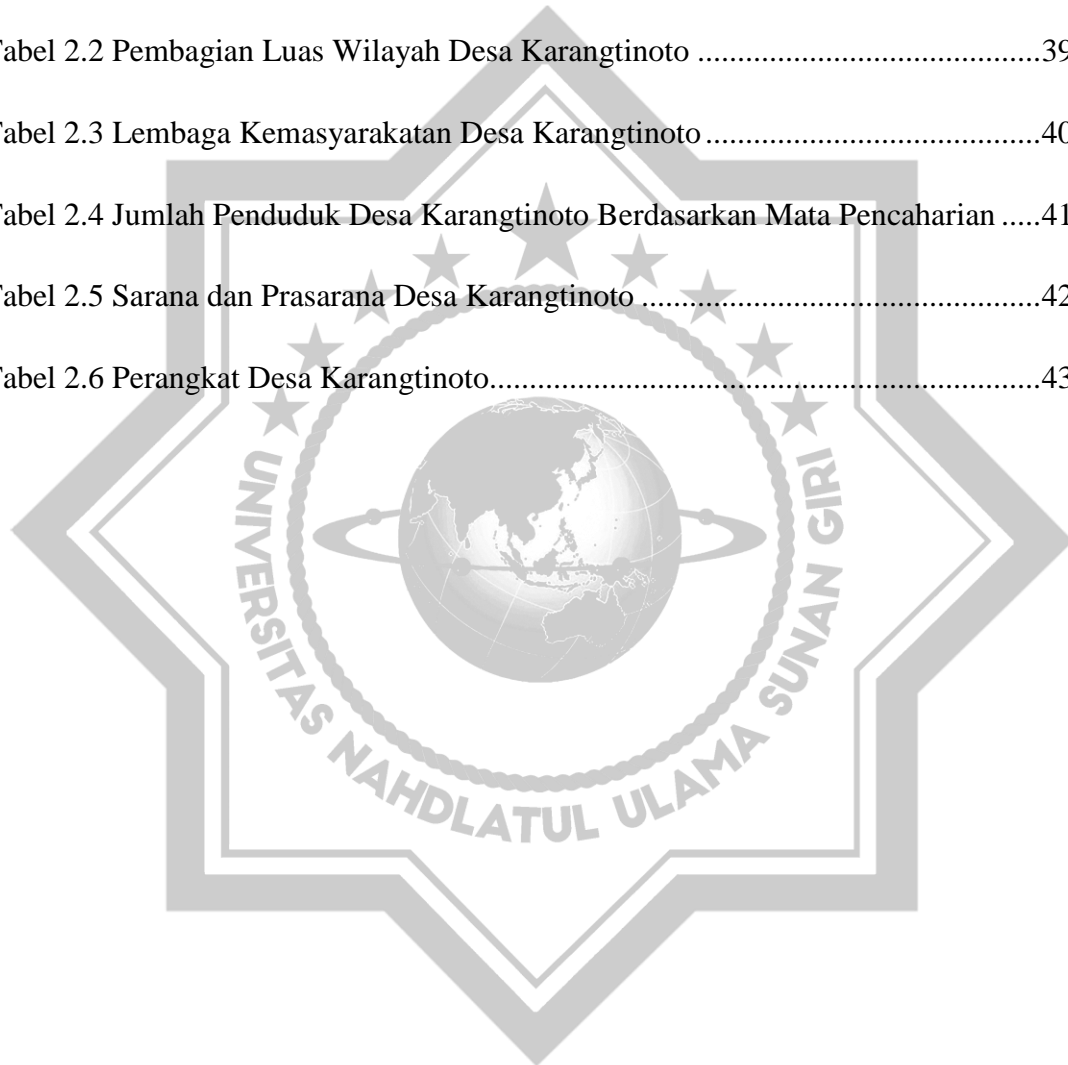 Tabel 2.2 Pembagian Luas Wilayah Desa Karangtinoto .......................................39
Tabel 2.3 Lembaga Kemasyarakatan Desa Karangtinoto......................................40
Tabel 2.4 Jumlah Penduduk Desa Karangtinoto Berdasarkan Mata Pencaharian .....41
Tabel 2.5 Sarana dan Prasarana Desa Karangtinoto .............................................42
Tabel 2.6 Perangkat Desa Karangtinoto...............................................................43
UNIVERSITAS NAHDLATUL ULAMA SUNAN GIRI